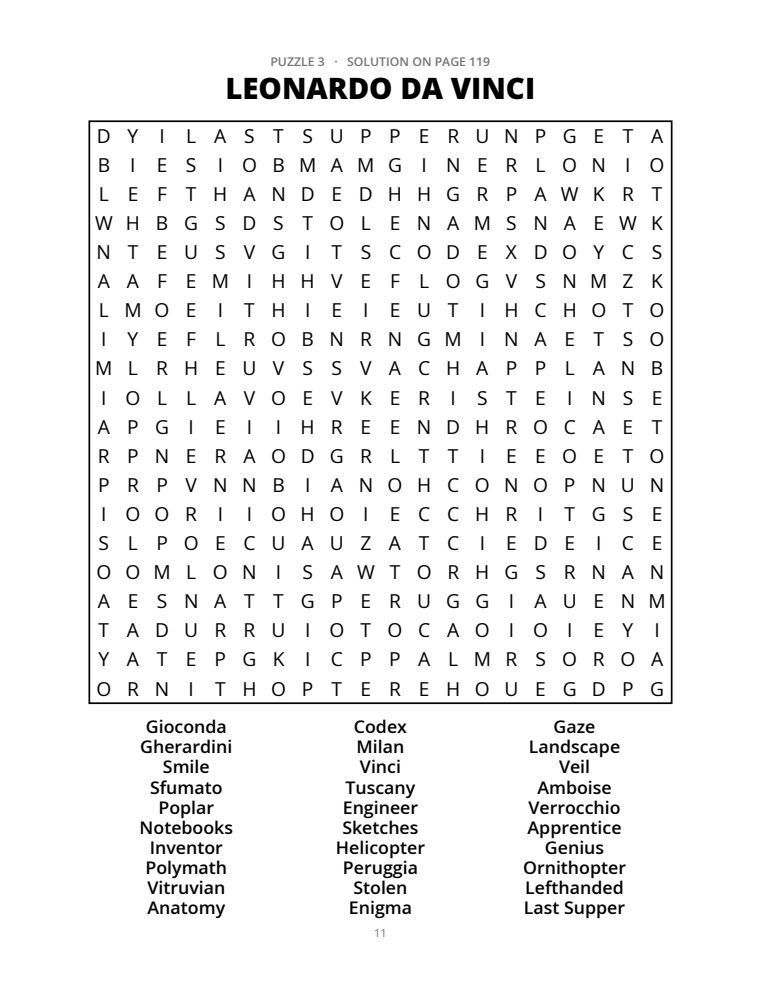 PUZZLE 3 · SOLUTION ON PAGE 119
LEONARDO DA VINCI
D Y I L A S T S U P P E R U N P G E T A
B I E S I O B M A M G I N E R L O N I O
L E F T H A N D E D H H G R P A W K R T
W H B G S D S T O L E N A M S N A E W K
N T E U S V G I T S C O D E X D O Y C S
A A F E M I H H V E F L O G V S N M Z K
L M O E I T H I E I E U T I H C H O T O
I Y E F L R O B N R N G M I N A E T S O
M L R H E U V S S V A C H A P P L A N B
I O L L A V O E V K E R I S T E I N S E
A P G I E I I H R E E N D H R O C A E T
R P N E R A O D G R L T T I E E O E T O
P R P V N N B I A N O H C O N O P N U N
I O O R I I O H O I E C C H R I T G S E
S L P O E C U A U Z A T C I E D E I C E
O O M L O N I S A W T O R H G S R N A N
A E S N A T T G P E R U G G I A U E N M
T A D U R R U I O T O C A O I O I E Y I
Y A T E P G K I C P P A L M R S O R O A
O R N I T H O P T E R E H O U E G D P G
Gioconda Codex Gaze
Gherardini Milan Landscape
Smile Vinci Veil
Sfumato Tuscany Amboise
Poplar Engineer Verrocchio
Notebooks Sketches Apprentice
Inventor Helicopter Genius
Polymath Peruggia Ornithopter
Vitruvian Stolen Lefthanded
Anatomy Enigma Last Supper
11